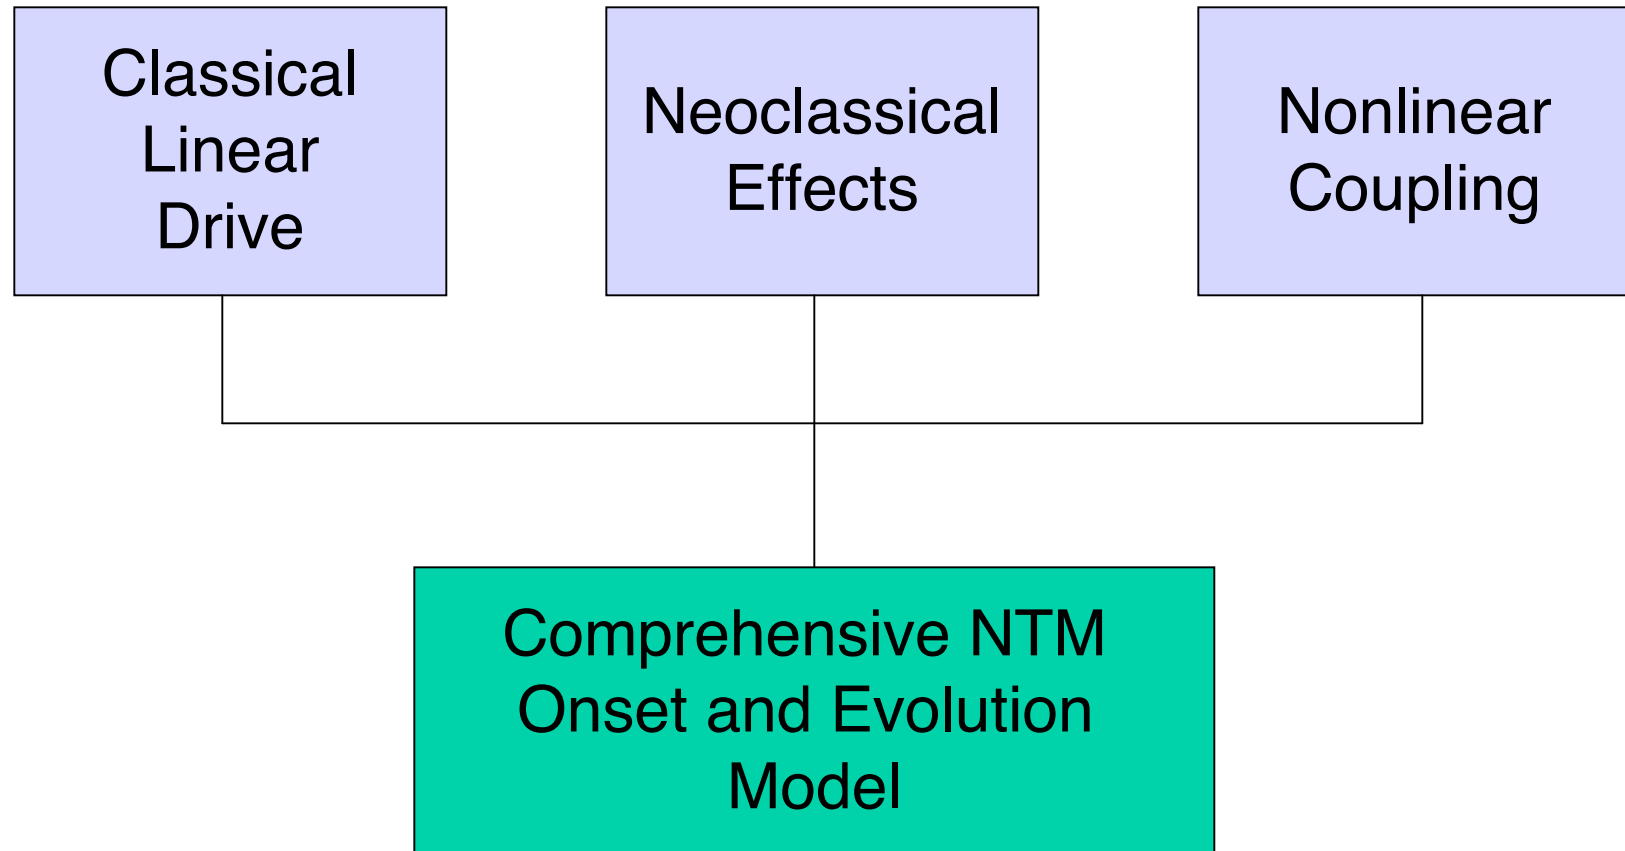 Classical
Linear
Drive
Neoclassical
Effects
Nonlinear
Coupling
Comprehensive NTM
Onset and Evolution
Model